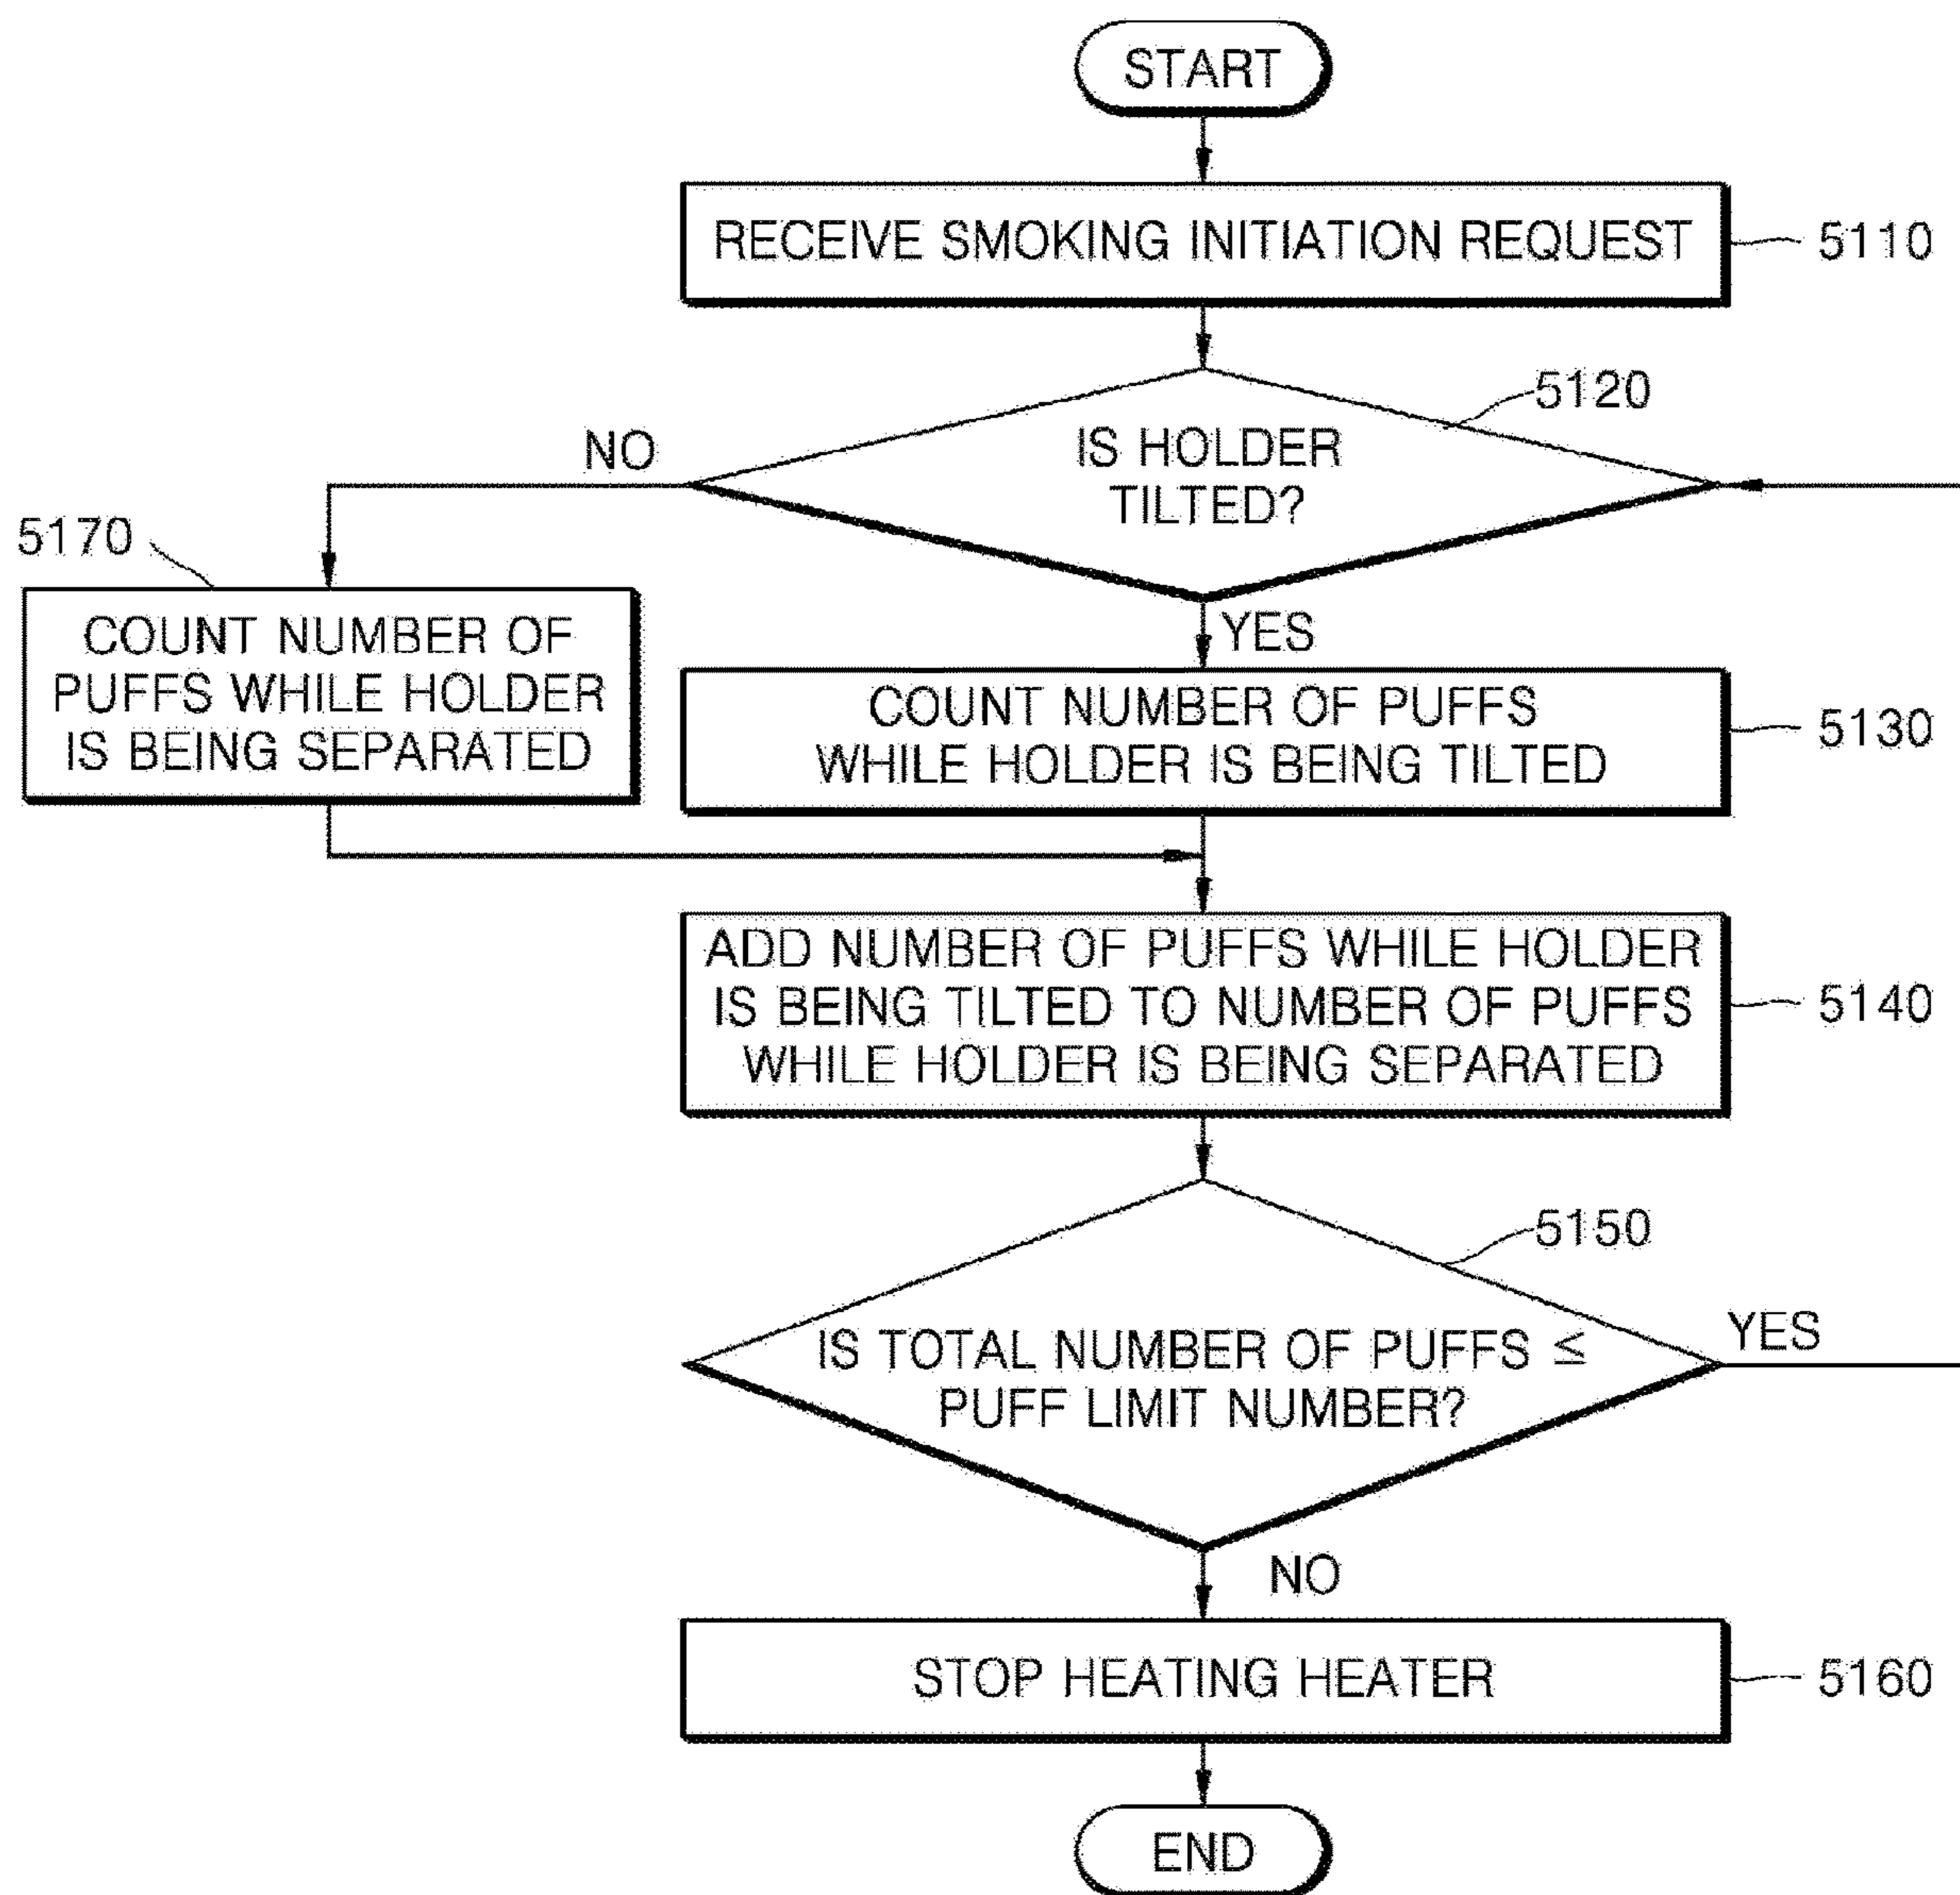 START
RECEIVE SMOKING INITIATION REQUEST
5110
5120
IS HOLDER
TILTED?
NO
YES
5170
COUNT NUMBER OF
PUFFS WHILE HOLDER
IS BEING SEPARATED
COUNT NUMBER OF PUFFS
WHILE HOLDER IS BEING TILTED
5130
ADD NUMBER OF PUFFS WHILE HOLDER
IS BEING TILTED TO NUMBER OF PUFFS
WHILE HOLDER IS BEING SEPARATED
5140
5150
IS TOTAL NUMBER OF PUFFS ≤
PUFF LIMIT NUMBER?
YES
NO
STOP HEATING HEATER
5160
END